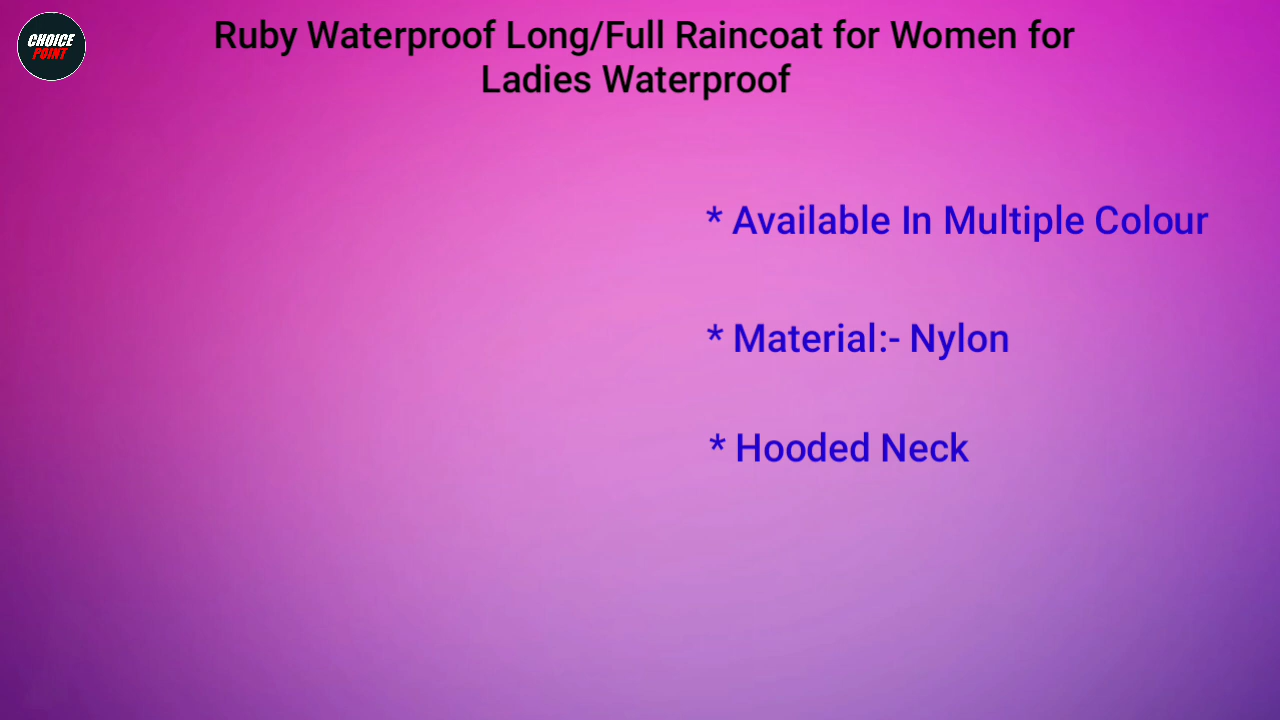 CHOICE
POINT
Ruby Waterproof Long/Full Raincoat for Women for
Ladies Waterproof
* Available In Multiple Colour
* Material:- Nylon
* Hooded Neck